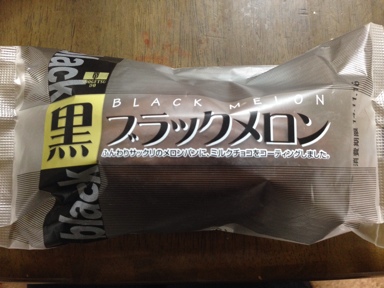 black
BLACK MELON
黒
ブラックメロン
ふんわりサックリのメロンパンに、ミルクチョコをコーティングしました。
black
black